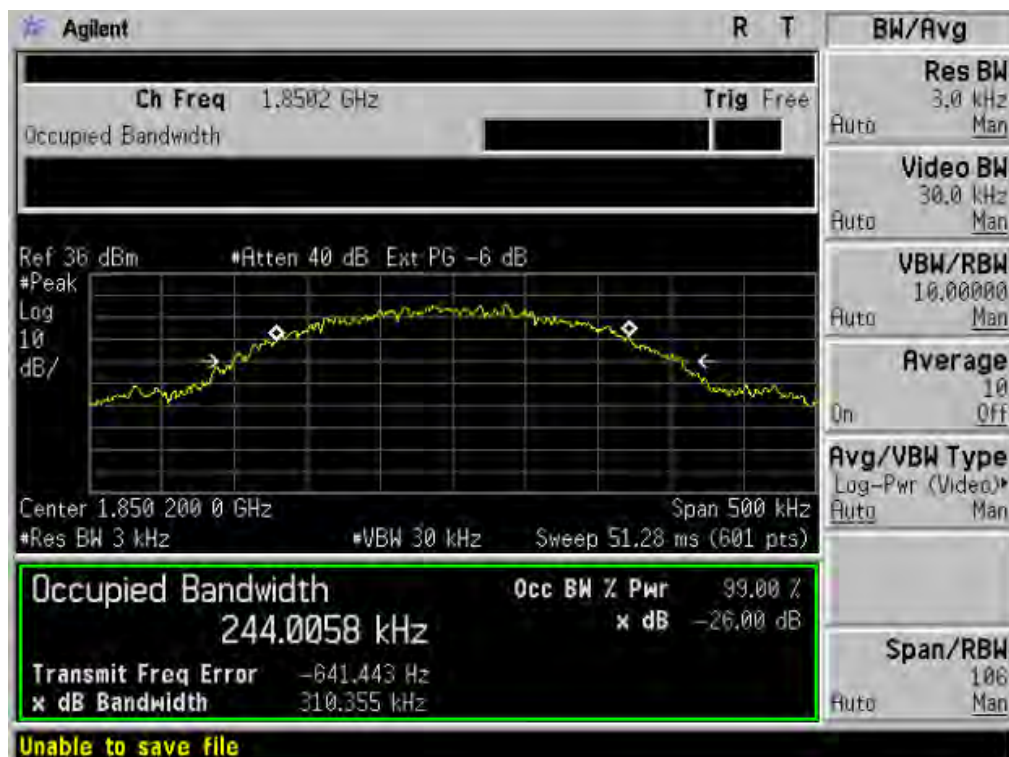 Agilent R T
BW/Avg
Ch Freq 1.8502 GHz Trig Free
Occupied Bandwidth
Ref 36 dBm #Atten 40 dB Ext PG -6 dB
#Peak
Log
10
dB/
Center 1.850 200 0 GHz Span 500 kHz
#Res BW 3 kHz #VBW 30 kHz Sweep 51.28 ms (601 pts)
Occupied Bandwidth
244.0058 kHz
Occ BW % Pwr 99.00 %
x dB -26.00 dB
Transmit Freq Error -641.443 Hz
x dB Bandwidth 310.355 kHz
Unable to save file
Res BW
3.0 kHz
Auto Man
Video BW
30.0 kHz
Auto Man
VBW/RBW
10.00000
Auto Man
Average
10
On Off
Avg/VBW Type
Log-Pwr (Video)
Auto Man
Span/RBW
106
Auto Man